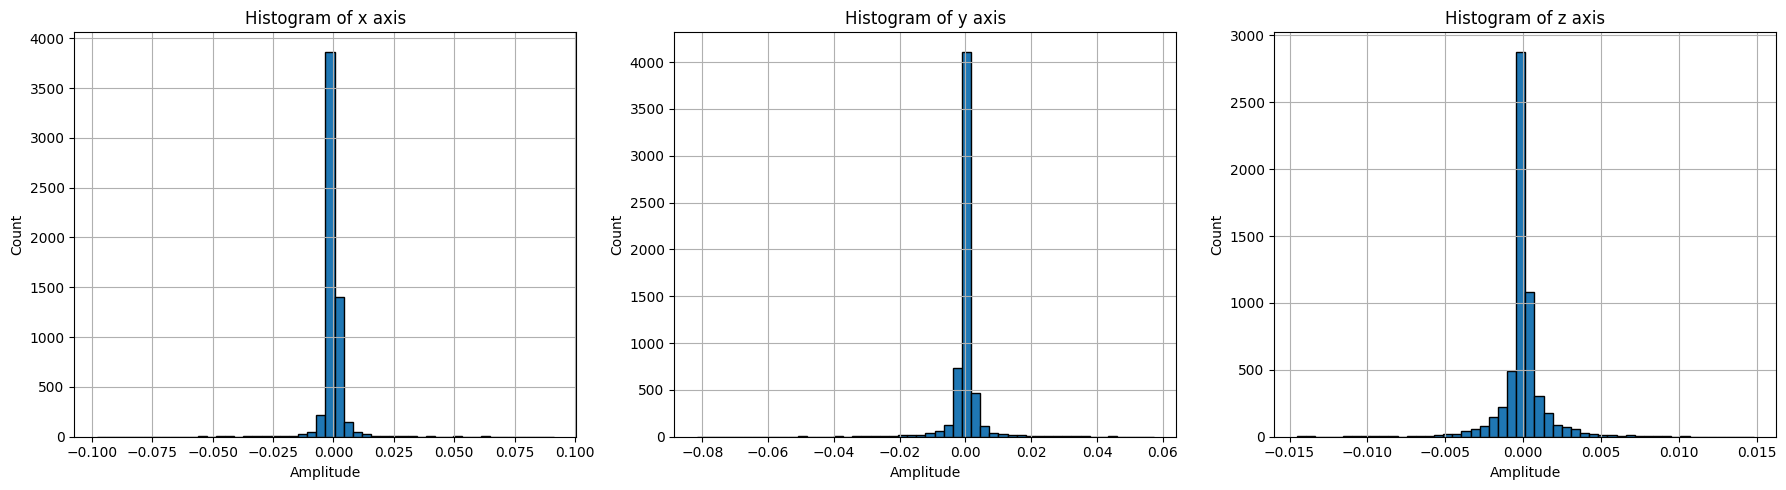 Histogram of x axis
4000
3500
3000
2500
2000
1500
1000
500
0
Count
−0.100 −0.075 −0.050 −0.025 0.000 0.025 0.050 0.075 0.100
Amplitude
Histogram of y axis
4000
3500
3000
2500
2000
1500
1000
500
0
Count
−0.08 −0.06 −0.04 −0.02 0.00 0.02 0.04 0.06
Amplitude
Histogram of z axis
3000
2500
2000
1500
1000
500
0
Count
−0.015 −0.010 −0.005 0.000 0.005 0.010 0.015
Amplitude